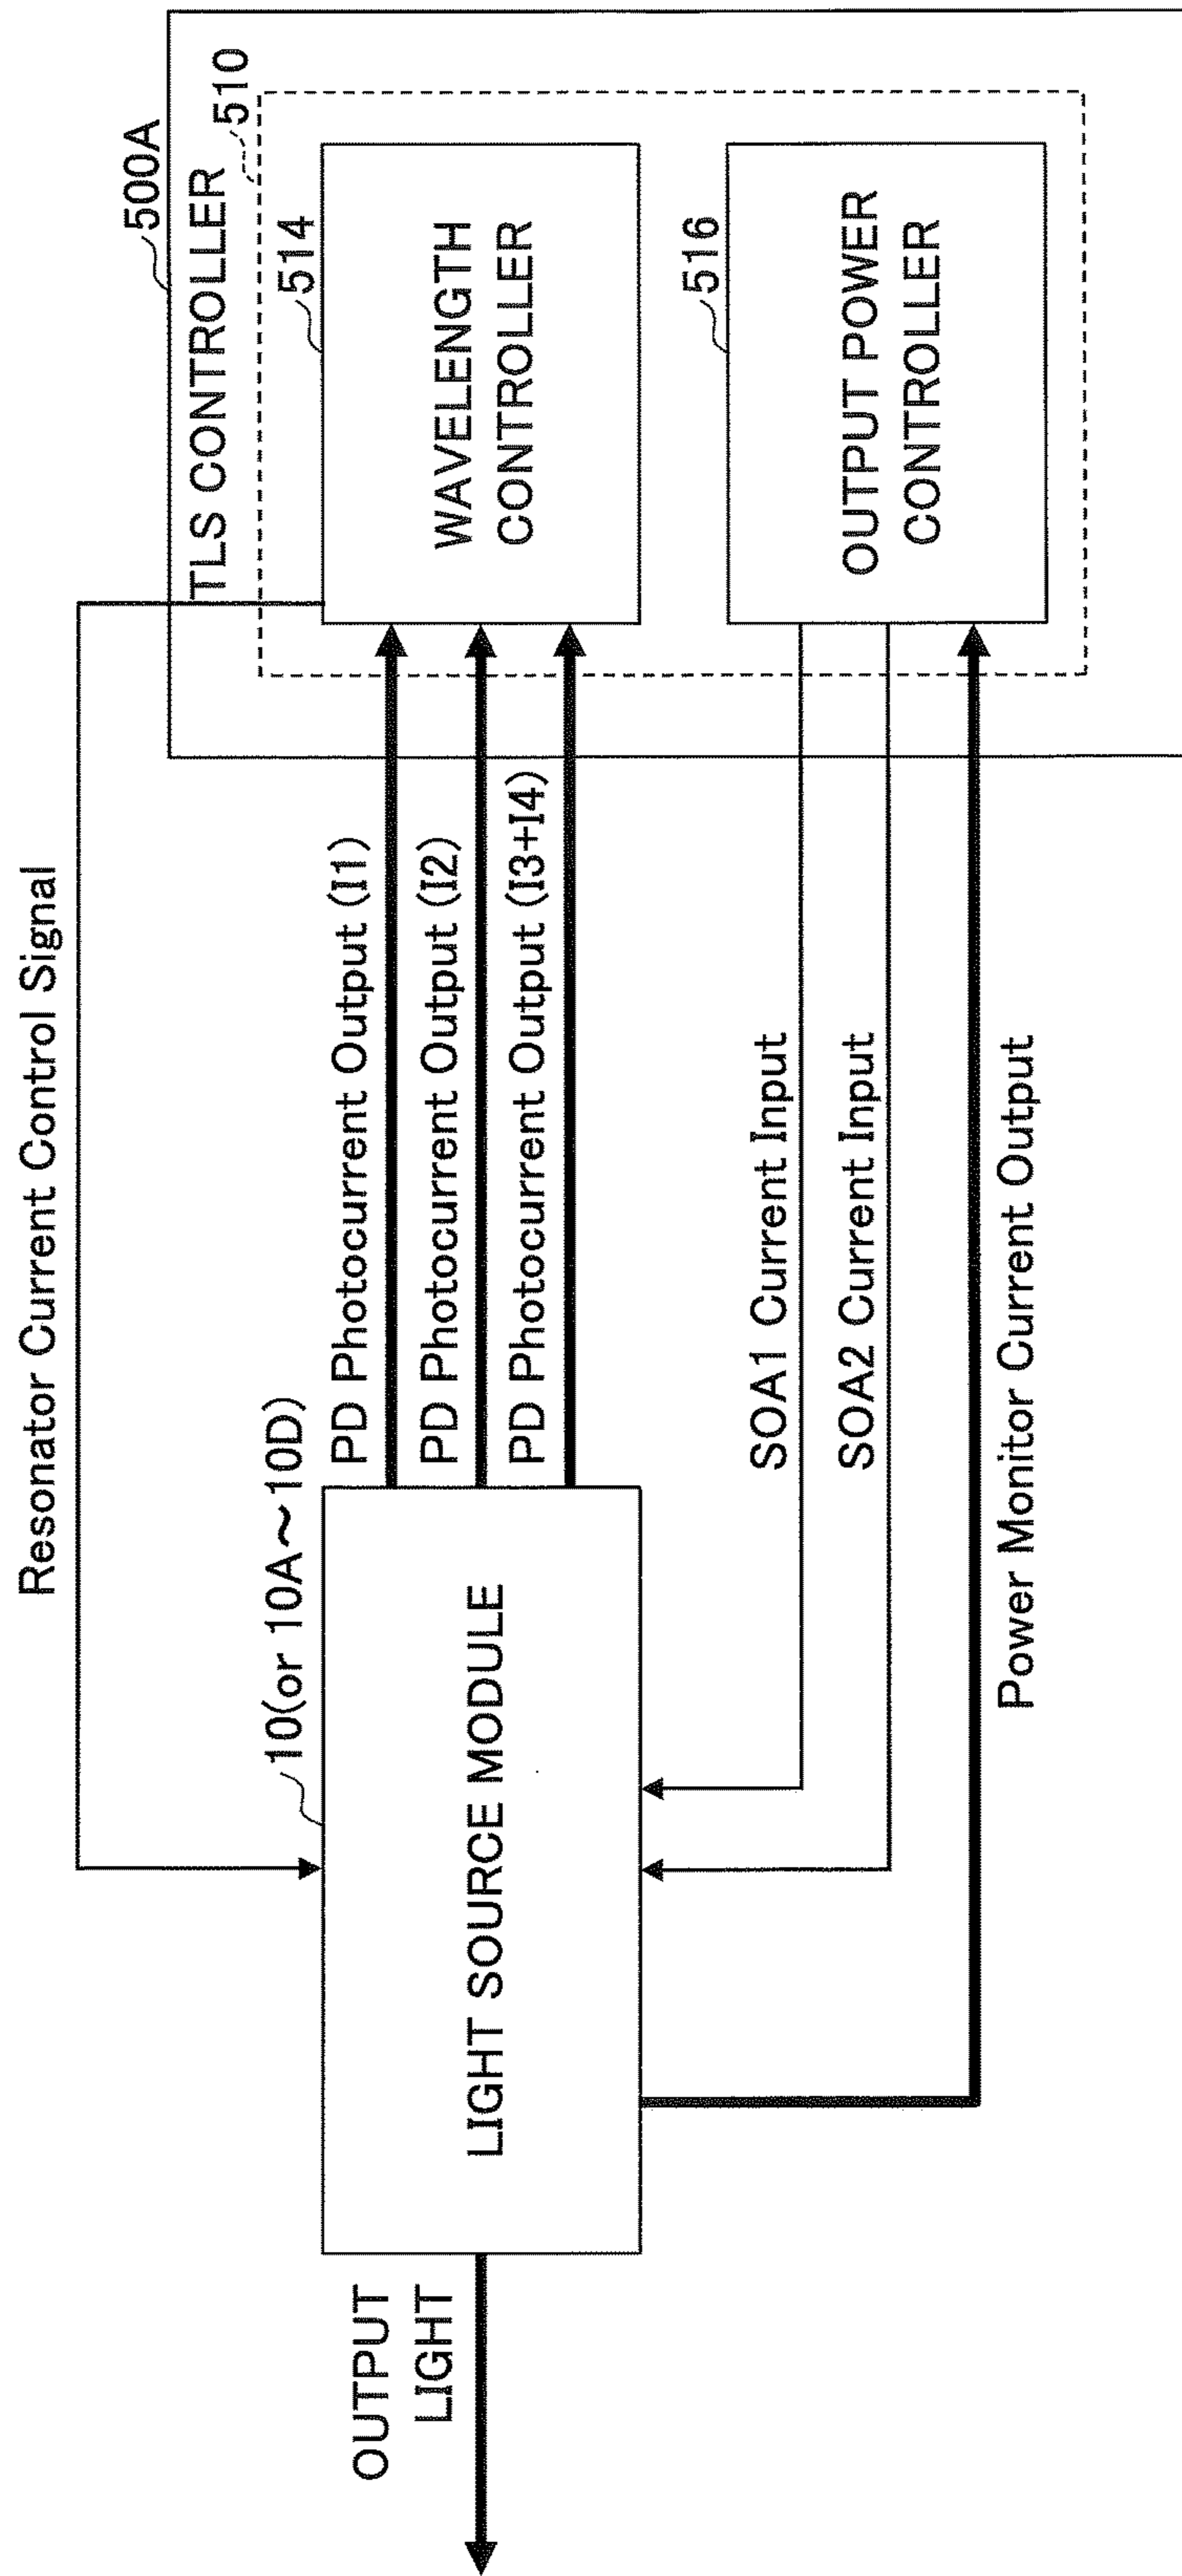 Resonator Current Control Signal
500A
TLS CONTROLLER
510
10(or 10A～10D)
514
LIGHT SOURCE MODULE
PD Photocurrent Output (I1)
PD Photocurrent Output (I2)
PD Photocurrent Output (I3+I4)
WAVELENGTH
CONTROLLER
OUTPUT
LIGHT
516
SOA1 Current Input
SOA2 Current Input
OUTPUT POWER
CONTROLLER
Power Monitor Current Output